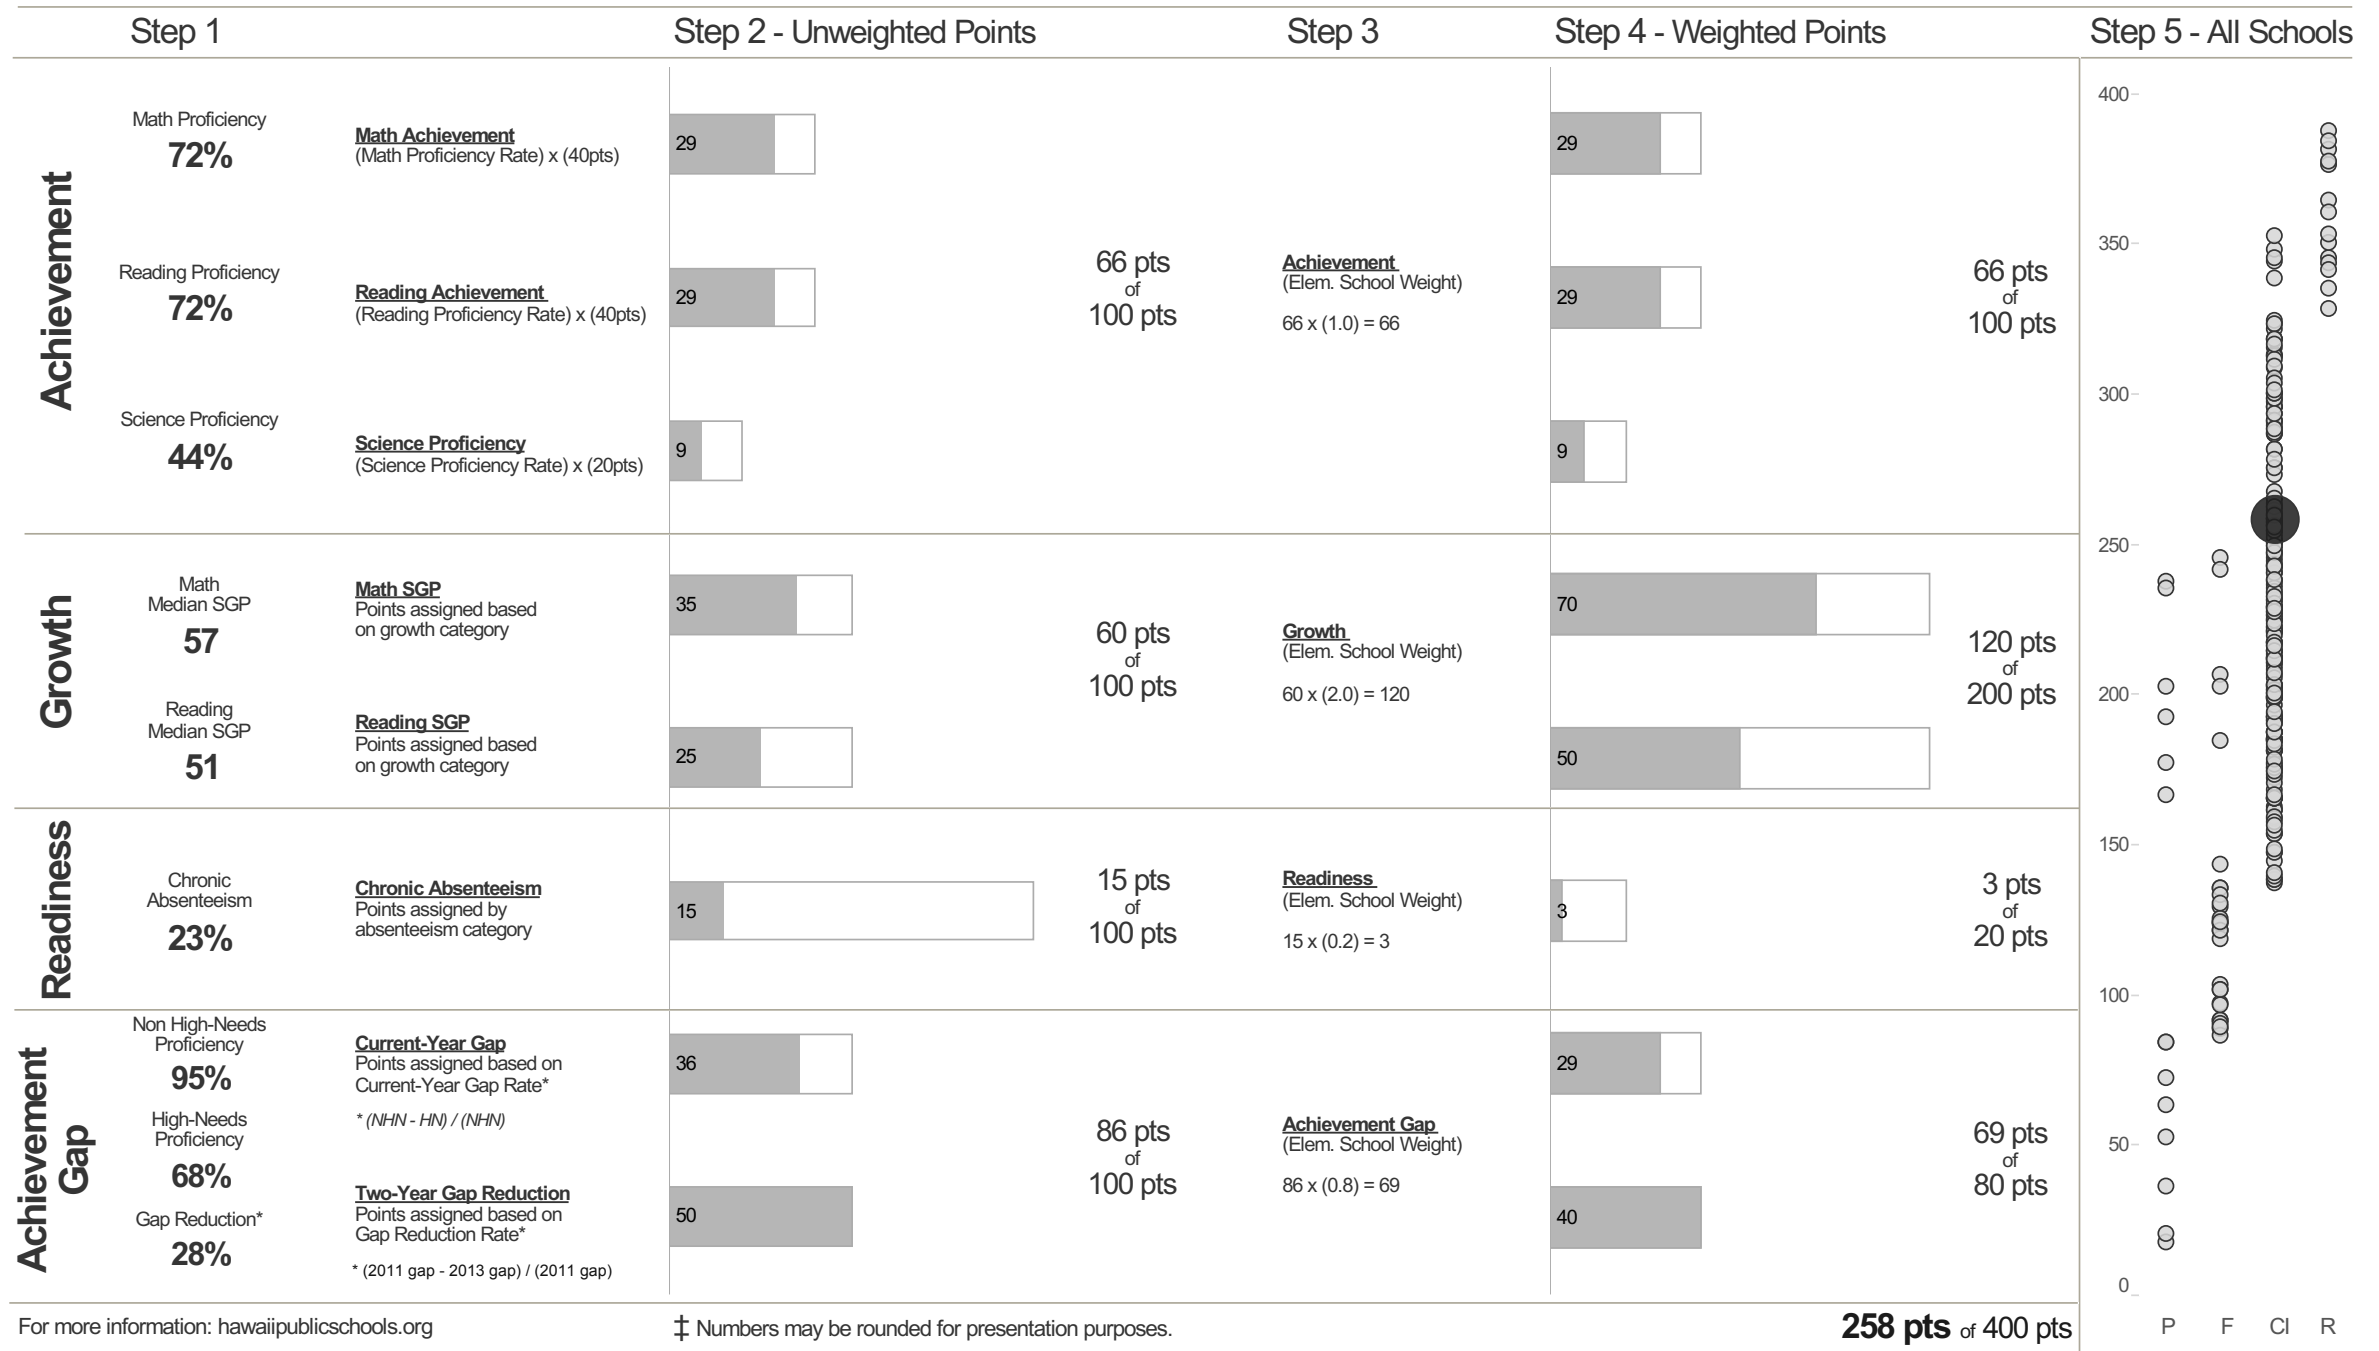 Step 1
Step 2 - Unweighted Points
Step 3
Step 4 - Weighted Points
Step 5 - All Schools
Achievement
Math Proficiency
72%
Math Achievement
(Math Proficiency Rate) x (40pts)
29
29
Reading Proficiency
72%
Reading Achievement
(Reading Proficiency Rate) x (40pts)
29
66 pts
of
100 pts
Achievement
(Elem. School Weight)
66 x (1.0) = 66
29
66 pts
of
100 pts
Science Proficiency
44%
Science Proficiency
(Science Proficiency Rate) x (20pts)
9
9
Growth
Math
Median SGP
57
Math SGP
Points assigned based
on growth category
35
60 pts
of
100 pts
Growth
(Elem. School Weight)
60 x (2.0) = 120
70
120 pts
of
200 pts
Reading
Median SGP
51
Reading SGP
Points assigned based
on growth category
25
50
Readiness
Chronic
Absenteeism
23%
Chronic Absenteeism
Points assigned by
absenteeism category
15
15 pts
of
100 pts
Readiness
(Elem. School Weight)
15 x (0.2) = 3
3
3 pts
of
20 pts
Achievement
Gap
Non High-Needs
Proficiency
95%
High-Needs
Proficiency
68%
Gap Reduction*
28%
Current-Year Gap
Points assigned based on
Current-Year Gap Rate*
* (NHN - HN) / (NHN)
Two-Year Gap Reduction
Points assigned based on
Gap Reduction Rate*
* (2011 gap - 2013 gap) / (2011 gap)
36
50
86 pts
of
100 pts
Achievement Gap
(Elem. School Weight)
86 x (0.8) = 69
29
40
69 pts
of
80 pts
400
350
300
250
200
150
100
50
0
P
F
CI
R
For more information: hawaiipublicschools.org
‡ Numbers may be rounded for presentation purposes.
258 pts of 400 pts